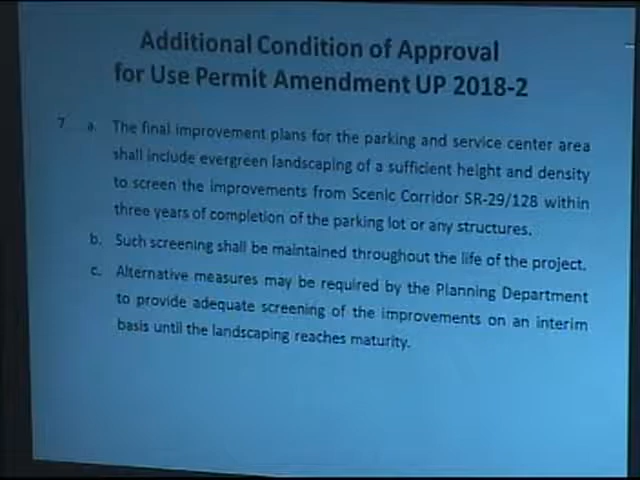 Additional Condition of Approval
for Use Permit Amendment UP 2018-2
7 a. The final improvement plans for the parking and service center area
shall include evergreen landscaping of a sufficient height and density
to screen the improvements from Scenic Corridor SR-29/128 within
three years of completion of the parking lot or any structures.
b. Such screening shall be maintained throughout the life of the project.
c. Alternative measures may be required by the Planning Department
to provide adequate screening of the improvements on an interim
basis until the landscaping reaches maturity.